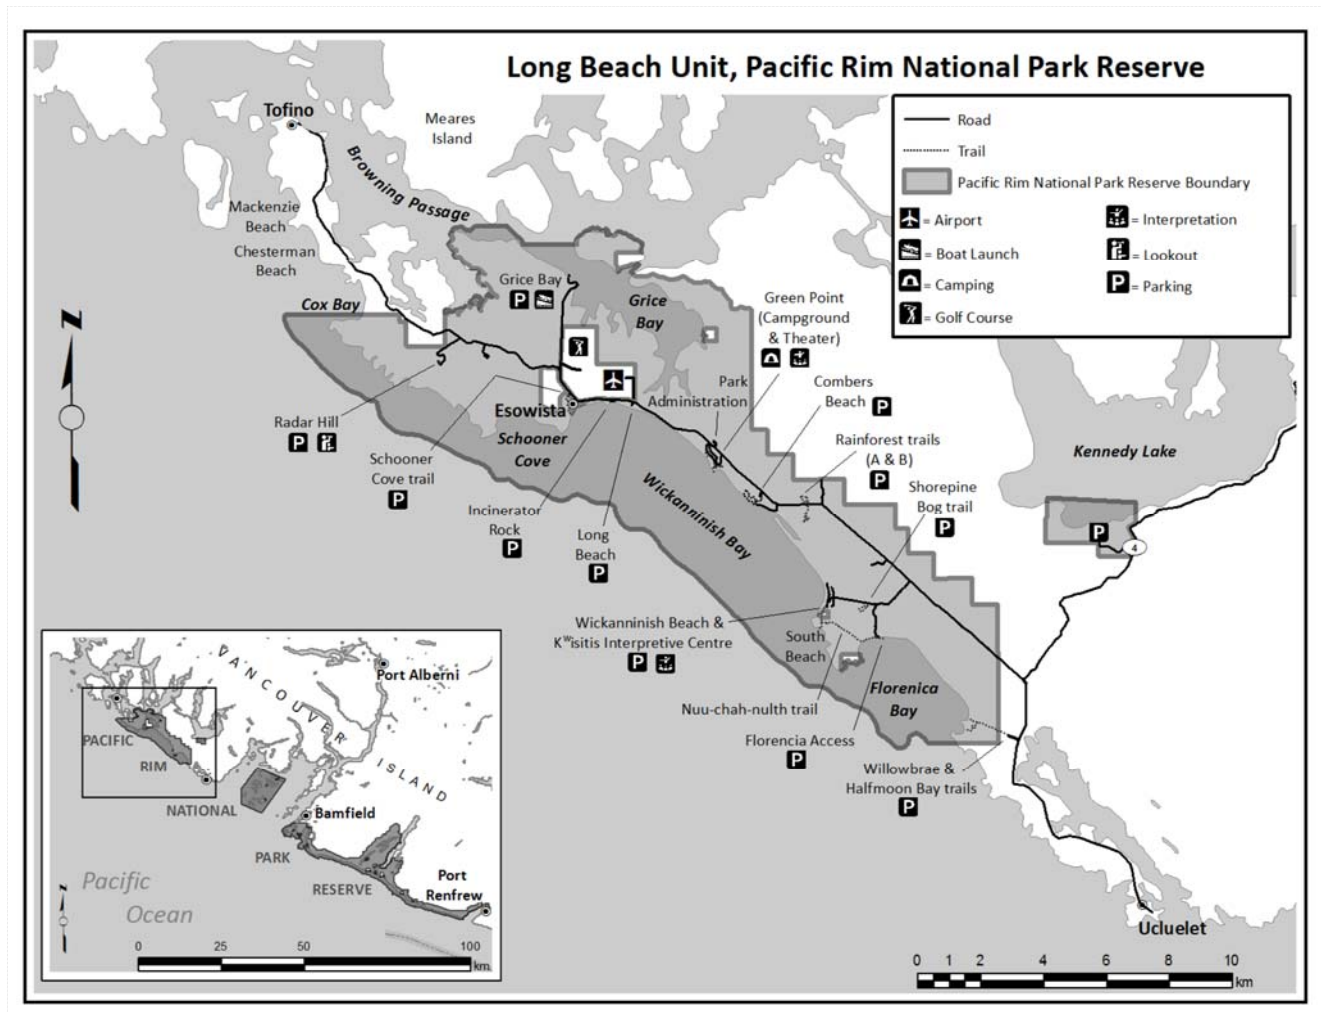 Long Beach Unit, Pacific Rim National Park Reserve
Road
Trail
Pacific Rim National Park Reserve Boundary
= Airport
= Interpretation
= Boat Launch
= Lookout
= Camping
P = Parking
= Golf Course
Tofino
Meares
Island
Browning Passage
Mackenzie
Beach
Chesterman
Beach
Cox Bay
Grice Bay
P
Grice
Bay
Green Point
(Campground
& Theater)
Park
Administration
Combers
Beach P
Rainforest trails
(A & B)
P
Shorepine
Bog trail
P
Kennedy Lake
P
4
N
Radar Hill
P
Esowista
Schooner
Cove
Schooner
Cove trail
P
Wickanninish Bay
Incinerator
Rock
P
Long
Beach
P
Wickanninish Beach &
Kwisitis Interpretive Centre
P
South
Beach
Nuu-chah-nulth trail
Florenica
Bay
Florencia Access
P
Willowbrae &
Halfmoon Bay trails
P
Ucluelet
0 1 2 4 6 8 10
km
VANCOUVER
ISLAND
Port Alberni
PACIFIC
RIM
NATIONAL
PARK
RESERVE
Bamfield
Port
Renfrew
Pacific
Ocean
N
0 25 50 100
km